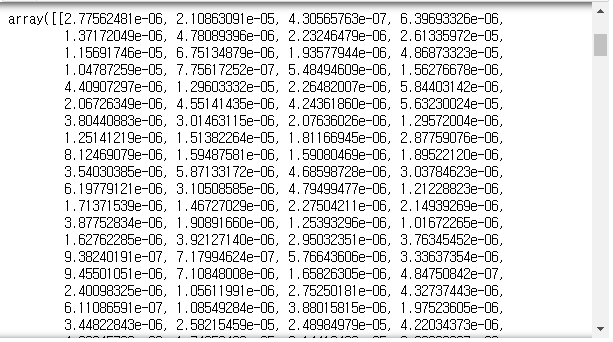 array([[2.77562481e-06, 2.10863091e-05, 4.30565763e-07, 6.39693326e-06,
1.37172049e-06, 4.78089396e-06, 2.23246479e-06, 2.61335972e-05,
1.15691746e-05, 6.75134879e-06, 1.93577944e-06, 4.86873323e-05,
1.04787259e-05, 7.75617252e-07, 5.48494609e-06, 1.56276678e-06,
4.40907297e-06, 1.29603332e-05, 2.26482007e-06, 5.84403142e-06,
2.06726349e-06, 4.55141435e-06, 4.24361860e-06, 5.63230024e-05,
3.80440883e-06, 3.01463115e-06, 2.07636026e-06, 1.29572004e-06,
1.25141219e-06, 1.51382264e-05, 1.81166945e-06, 2.87759076e-06,
8.12469079e-06, 1.59487581e-06, 1.59080469e-06, 1.89522120e-06,
3.54030385e-06, 5.87133172e-06, 4.68598728e-06, 3.03784623e-06,
6.19779121e-06, 3.10508585e-06, 4.79499477e-06, 1.21228823e-06,
1.71371539e-06, 1.46727029e-06, 2.27504211e-06, 2.14939269e-06,
3.87752834e-06, 1.90891660e-06, 1.25393296e-06, 1.01672265e-06,
1.62762285e-06, 3.92127140e-06, 2.95032351e-06, 3.76345452e-06,
9.38240191e-07, 7.17994624e-07, 5.76643606e-06, 3.33637354e-06,
9.45501051e-06, 7.10848008e-06, 1.65826305e-06, 4.84750842e-07,
2.40098325e-06, 1.05611991e-06, 2.75250181e-06, 4.32737443e-06,
6.11086591e-07, 1.08549284e-06, 3.88015815e-06, 1.97523605e-06,
3.44822843e-06, 2.58215459e-05, 2.48984979e-05, 4.22034373e-06,